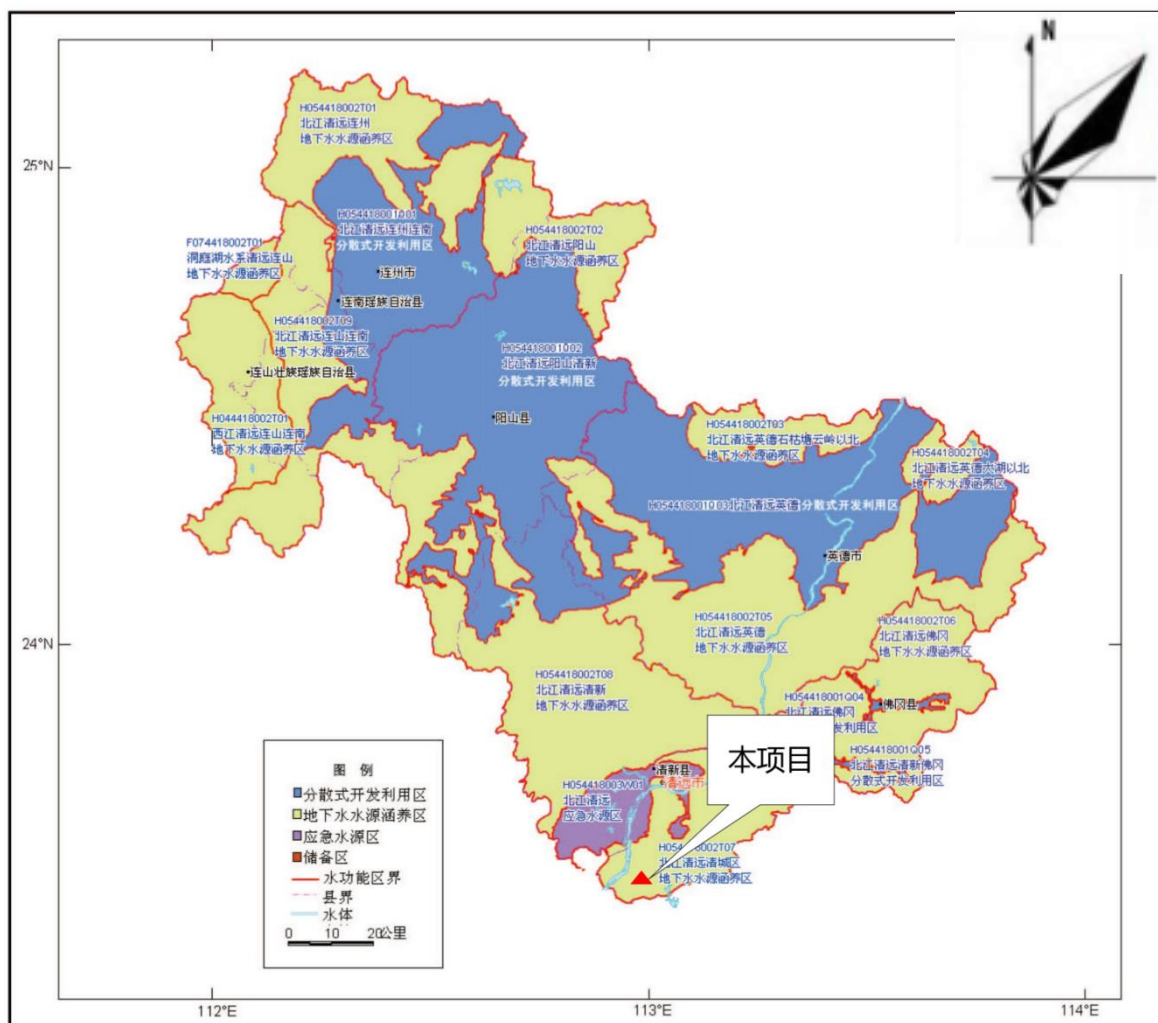 N
25°N
24°N
112°E
113°E
114°E
H054418002T01
北江清远连州
地下水水源涵养区
H054418001Q01
北江清远连州连南
分散式开发利用区
F074418002T01
洞庭湖水系清远连山
地下水水源涵养区
H054418002T02
北江清远阳山
地下水水源涵养区
连州市
连南瑶族自治县
H054418002T09
北江清远连山连南
地下水水源涵养区
连山壮族瑶族自治县
H054418001Q02
北江清远阳山清新
分散式开发利用区
阳山县
H044418002T01
西江清远连山连南
地下水水源涵养区
H054418002T03
北江清远英德石牯塘云岭以北
地下水水源涵养区
H054418002T04
北江清远英德大湖以北
地下水水源涵养区
H054418001Q03北江清远英德分散式开发利用区
英德市
H054418002T05
北江清远英德
地下水水源涵养区
H054418002T06
北江清远佛冈
地下水水源涵养区
H054418002T08
北江清远清新
地下水水源涵养区
H054418001Q04
北江清远佛冈
发利用区
佛冈县
H054418001Q05
北江清远清新佛冈
分散式开发利用区
本项目
清新县
清远市
H054418003W01
北江清远
应急水源区
H054418002T07
北江清远清城区
地下水水源涵养区
图 例
分散式开发利用区
地下水水源涵养区
应急水源区
储备区
水功能区界
县界
水体
0 10 20公里